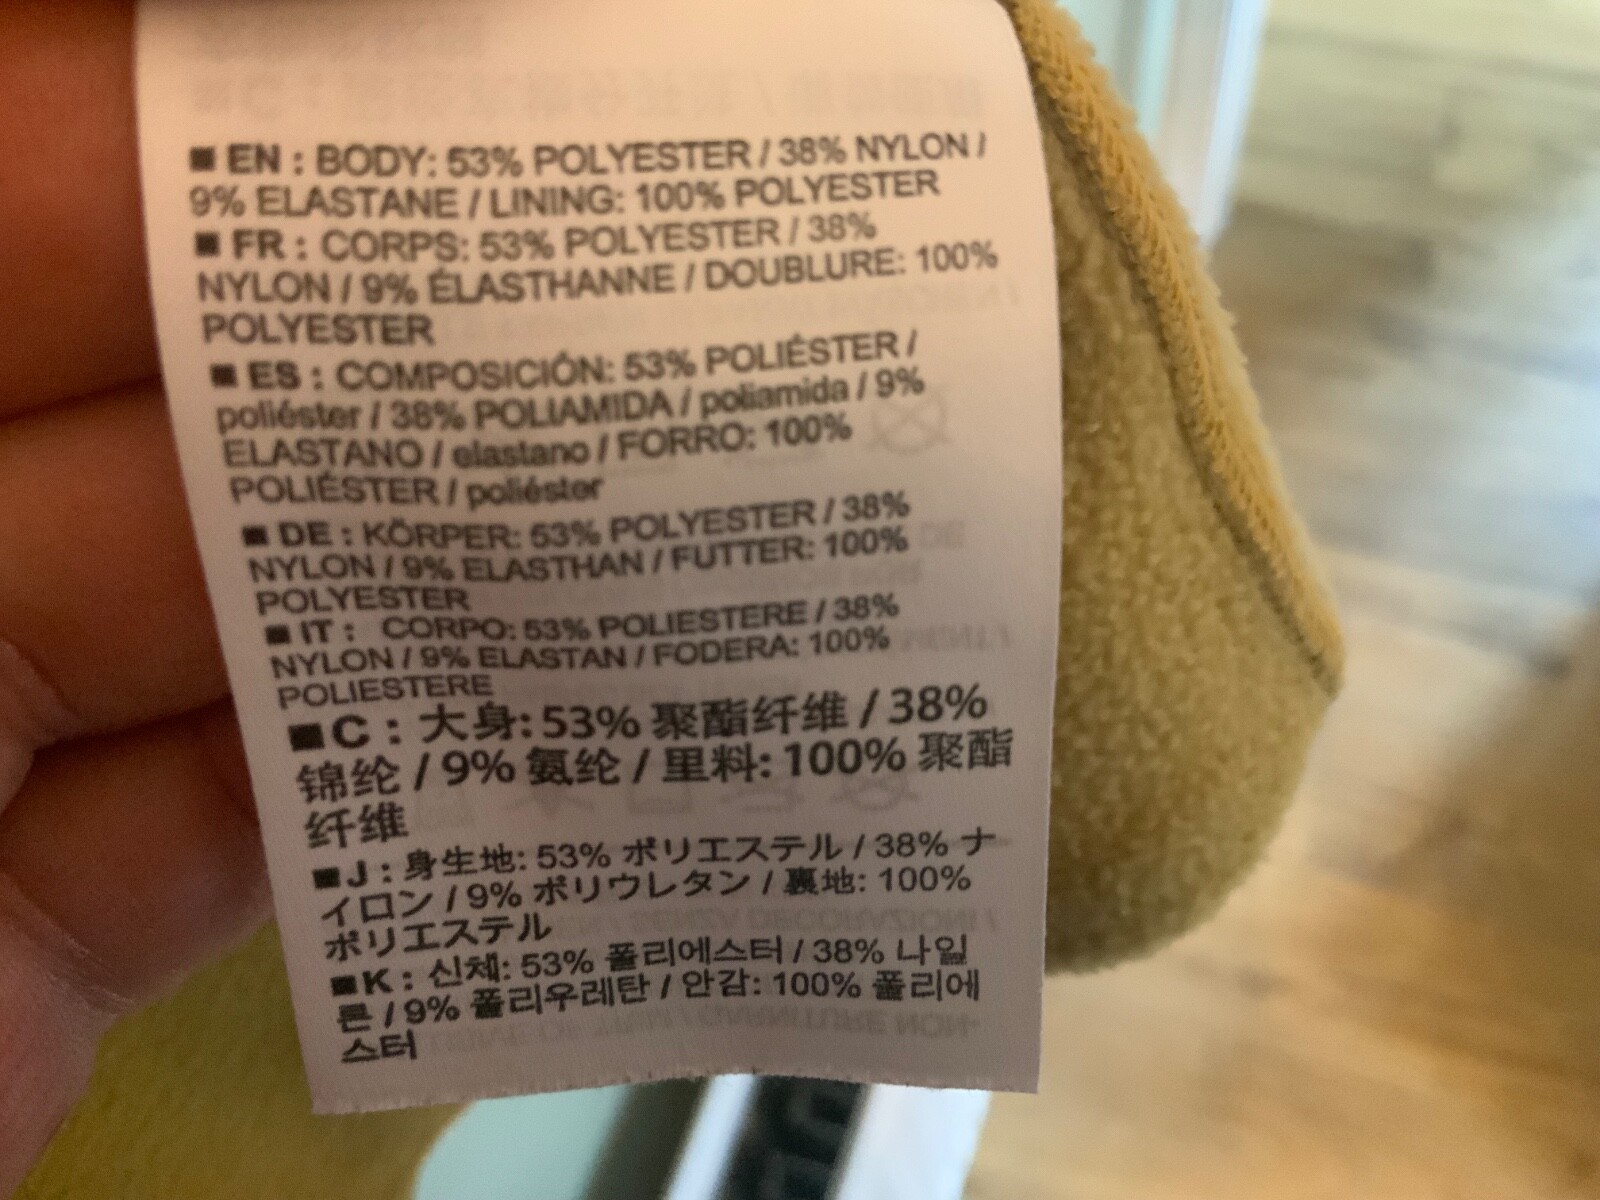 ■ EN : BODY: 53% POLYESTER / 38% NYLON /
9% ELASTANE / LINING: 100% POLYESTER
■ FR : CORPS: 53% POLYESTER / 38%
NYLON / 9% ÉLASTHANNE / DOUBLURE: 100%
POLYESTER
■ ES : COMPOSICIÓN: 53% POLIÉSTER /
poliéster / 38% POLIAMIDA / poliamida / 9%
ELASTANO / elastano / FORRO: 100%
POLIÉSTER / poliéster
■ DE : KÖRPER: 53% POLYESTER / 38%
NYLON / 9% ELASTHAN / FUTTER: 100%
POLYESTER
■ IT : CORPO: 53% POLIESTERE / 38%
NYLON / 9% ELASTAN / FODERA: 100%
POLIESTERE
■C : 大身: 53% 聚酯纤维 / 38%
锦纶 / 9% 氨纶 / 里料: 100% 聚酯
纤维
■J : 身生地: 53% ポリエステル / 38% ナ
イロン / 9% ポリウレタン / 裏地: 100%
ポリエステル
■K : 신체: 53% 폴리에스터 / 38% 나일
론 / 9% 폴리우레탄 / 안감: 100% 폴리에
스터